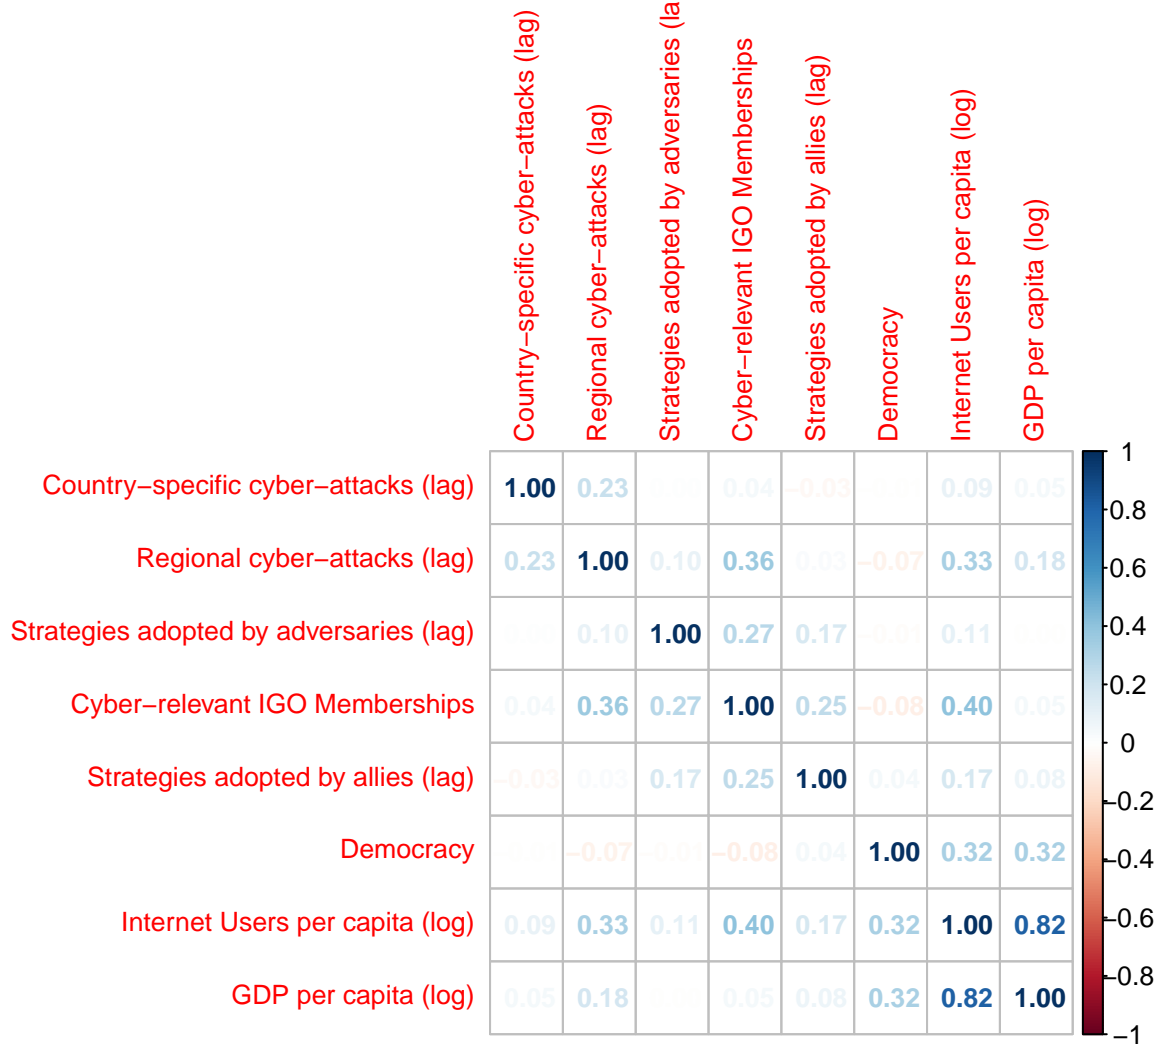 Country−specific cyber−attacks (lag)
Regional cyber−attacks (lag)
Strategies adopted by adversaries (la
Cyber−relevant IGO Memberships
Strategies adopted by allies (lag)
Democracy
Internet Users per capita (log)
GDP per capita (log)
Country−specific cyber−attacks (lag) 1.00 0.23 0.04 −0.03 0.09 0.05
Regional cyber−attacks (lag) 0.23 1.00 0.10 0.36 0.03 −0.07 0.33 0.18
Strategies adopted by adversaries (lag) 0.10 1.00 0.27 0.17 −0.01 0.11
Cyber−relevant IGO Memberships 0.04 0.36 0.27 1.00 0.25 −0.08 0.40 0.05
Strategies adopted by allies (lag) −0.03 0.03 0.17 0.25 1.00 0.04 0.17 0.08
Democracy −0.07 −0.01 −0.08 0.04 1.00 0.32 0.32
Internet Users per capita (log) 0.09 0.33 0.11 0.40 0.17 0.32 1.00 0.82
GDP per capita (log) 0.05 0.18 0.05 0.08 0.32 0.82 1.00
1
0.8
0.6
0.4
0.2
0
−0.2
−0.4
−0.6
−0.8
−1